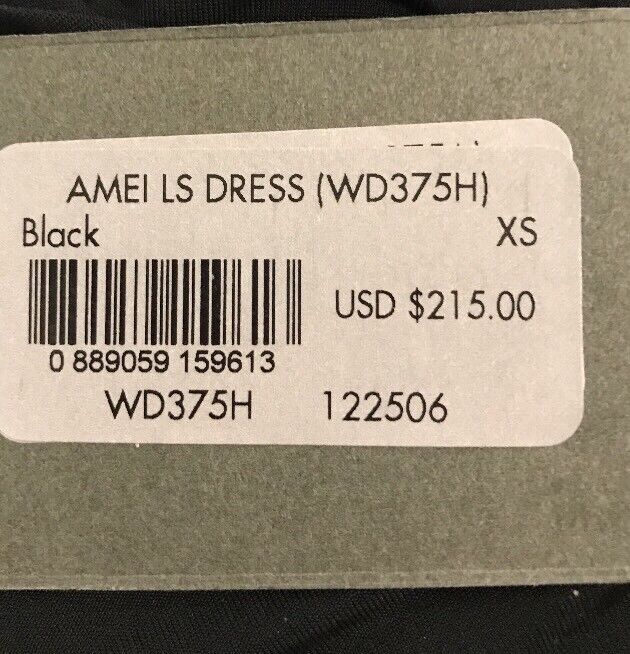 AMEI LS DRESS (WD375H)
Black XS
USD $215.00
0 889059 159613
WD375H 122506